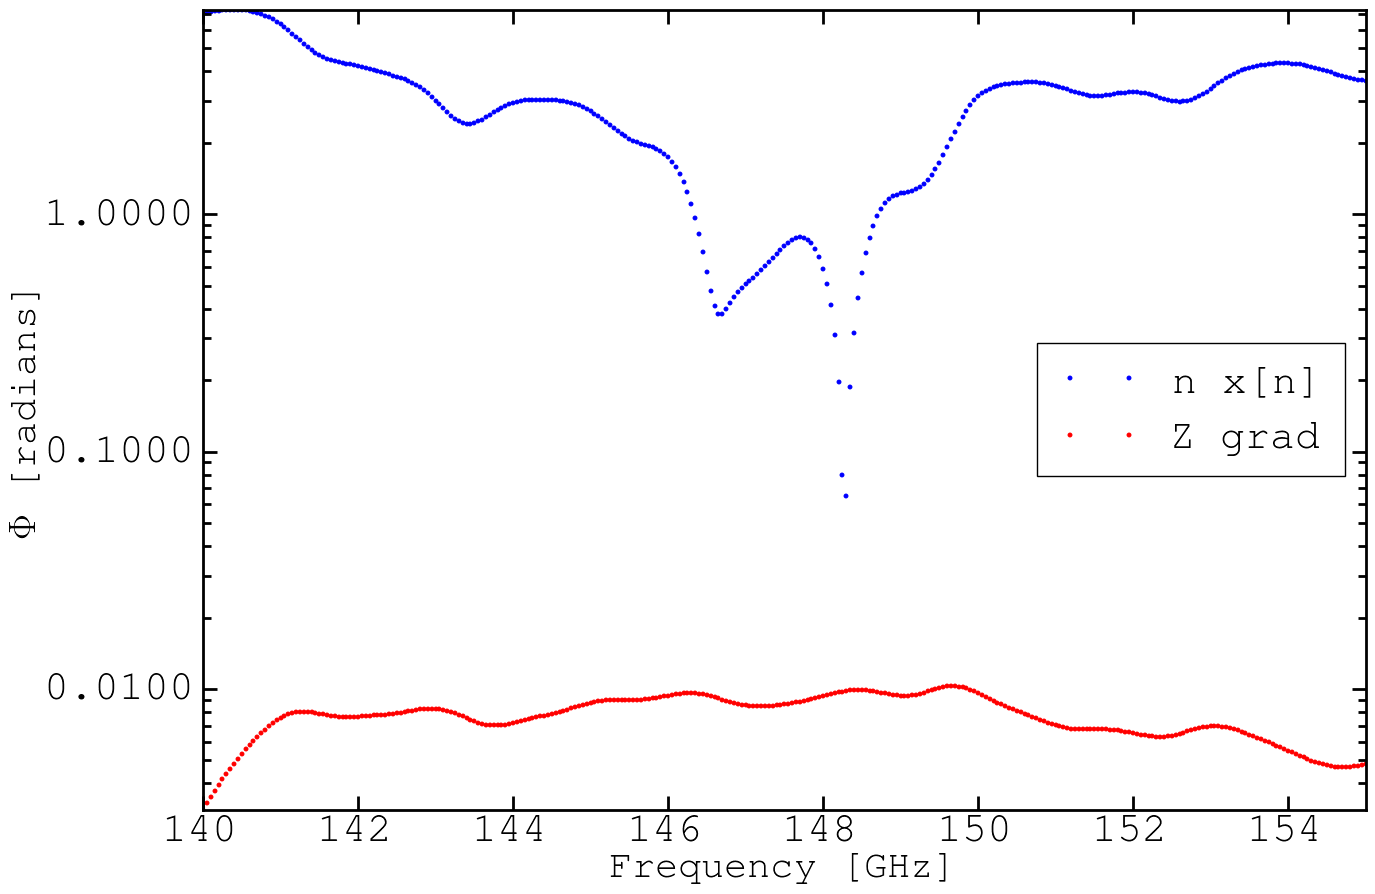 1.0000
0.1000
0.0100
Φ [radians]
n x[n]
Z grad
140 142 144 146 148 150 152 154
Frequency [GHz]